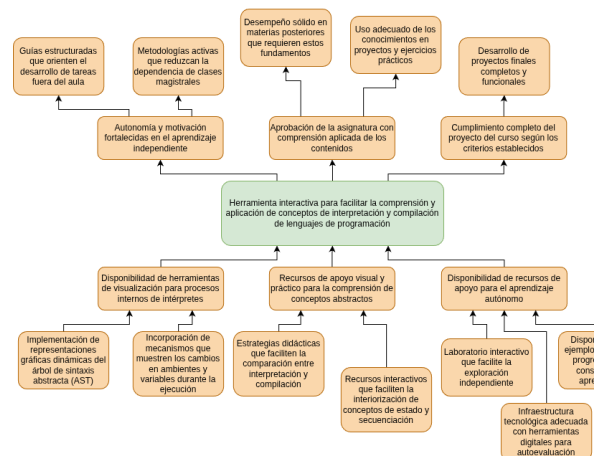 Desempeño sólido en
materias posteriores
que requieren estos
fundamentos
Uso adecuado de los
conocimiento en
proyectos y ejercicios
prácticos
Guías estructuradas
que orienten el
desarrollo de tareas
fuera del aula
Metodologías activas
que reduzcan la
dependencia de clases
magistrales
Desarrollo de
proyectos finales
completos y
funcionales
Autonomía y motivación
fortalecidas en el aprendizaje
independiente
Aprobación de la asignatura con
comprensión aplicada de los
contenidos
Cumplimiento completo del
proyecto del curso según los
criterios establecidos
Herramienta interactiva para facilitar la comprensión y
aplicación de conceptos de interpretación y compilación
de lenguajes de programación
Disponibilidad de herramientas
de visualización para procesos
internos de intérpretes
Recursos de apoyo visual y
práctico para la comprensión de
conceptos abstractos
Disponibilidad de recursos de
apoyo para el aprendizaje
autónomo
Implementación de
representaciones
gráficas dinámicas del
árbol de sintaxis
abstracta (AST)
Incorporación de
mecanismos que
muestren los cambios
en ambientes y
variables durante la
ejecución
Estrategias didácticas
que faciliten la
comparación entre
interpretación y
compilación
Recursos interactivos
que faciliten la
interiorización de
conceptos de estado y
secuenciación
Laboratorio interactivo
que facilite la
exploración
independiente
Infraestructura
tecnológica adecuada
con herramientas
digitales para
autoevaluación